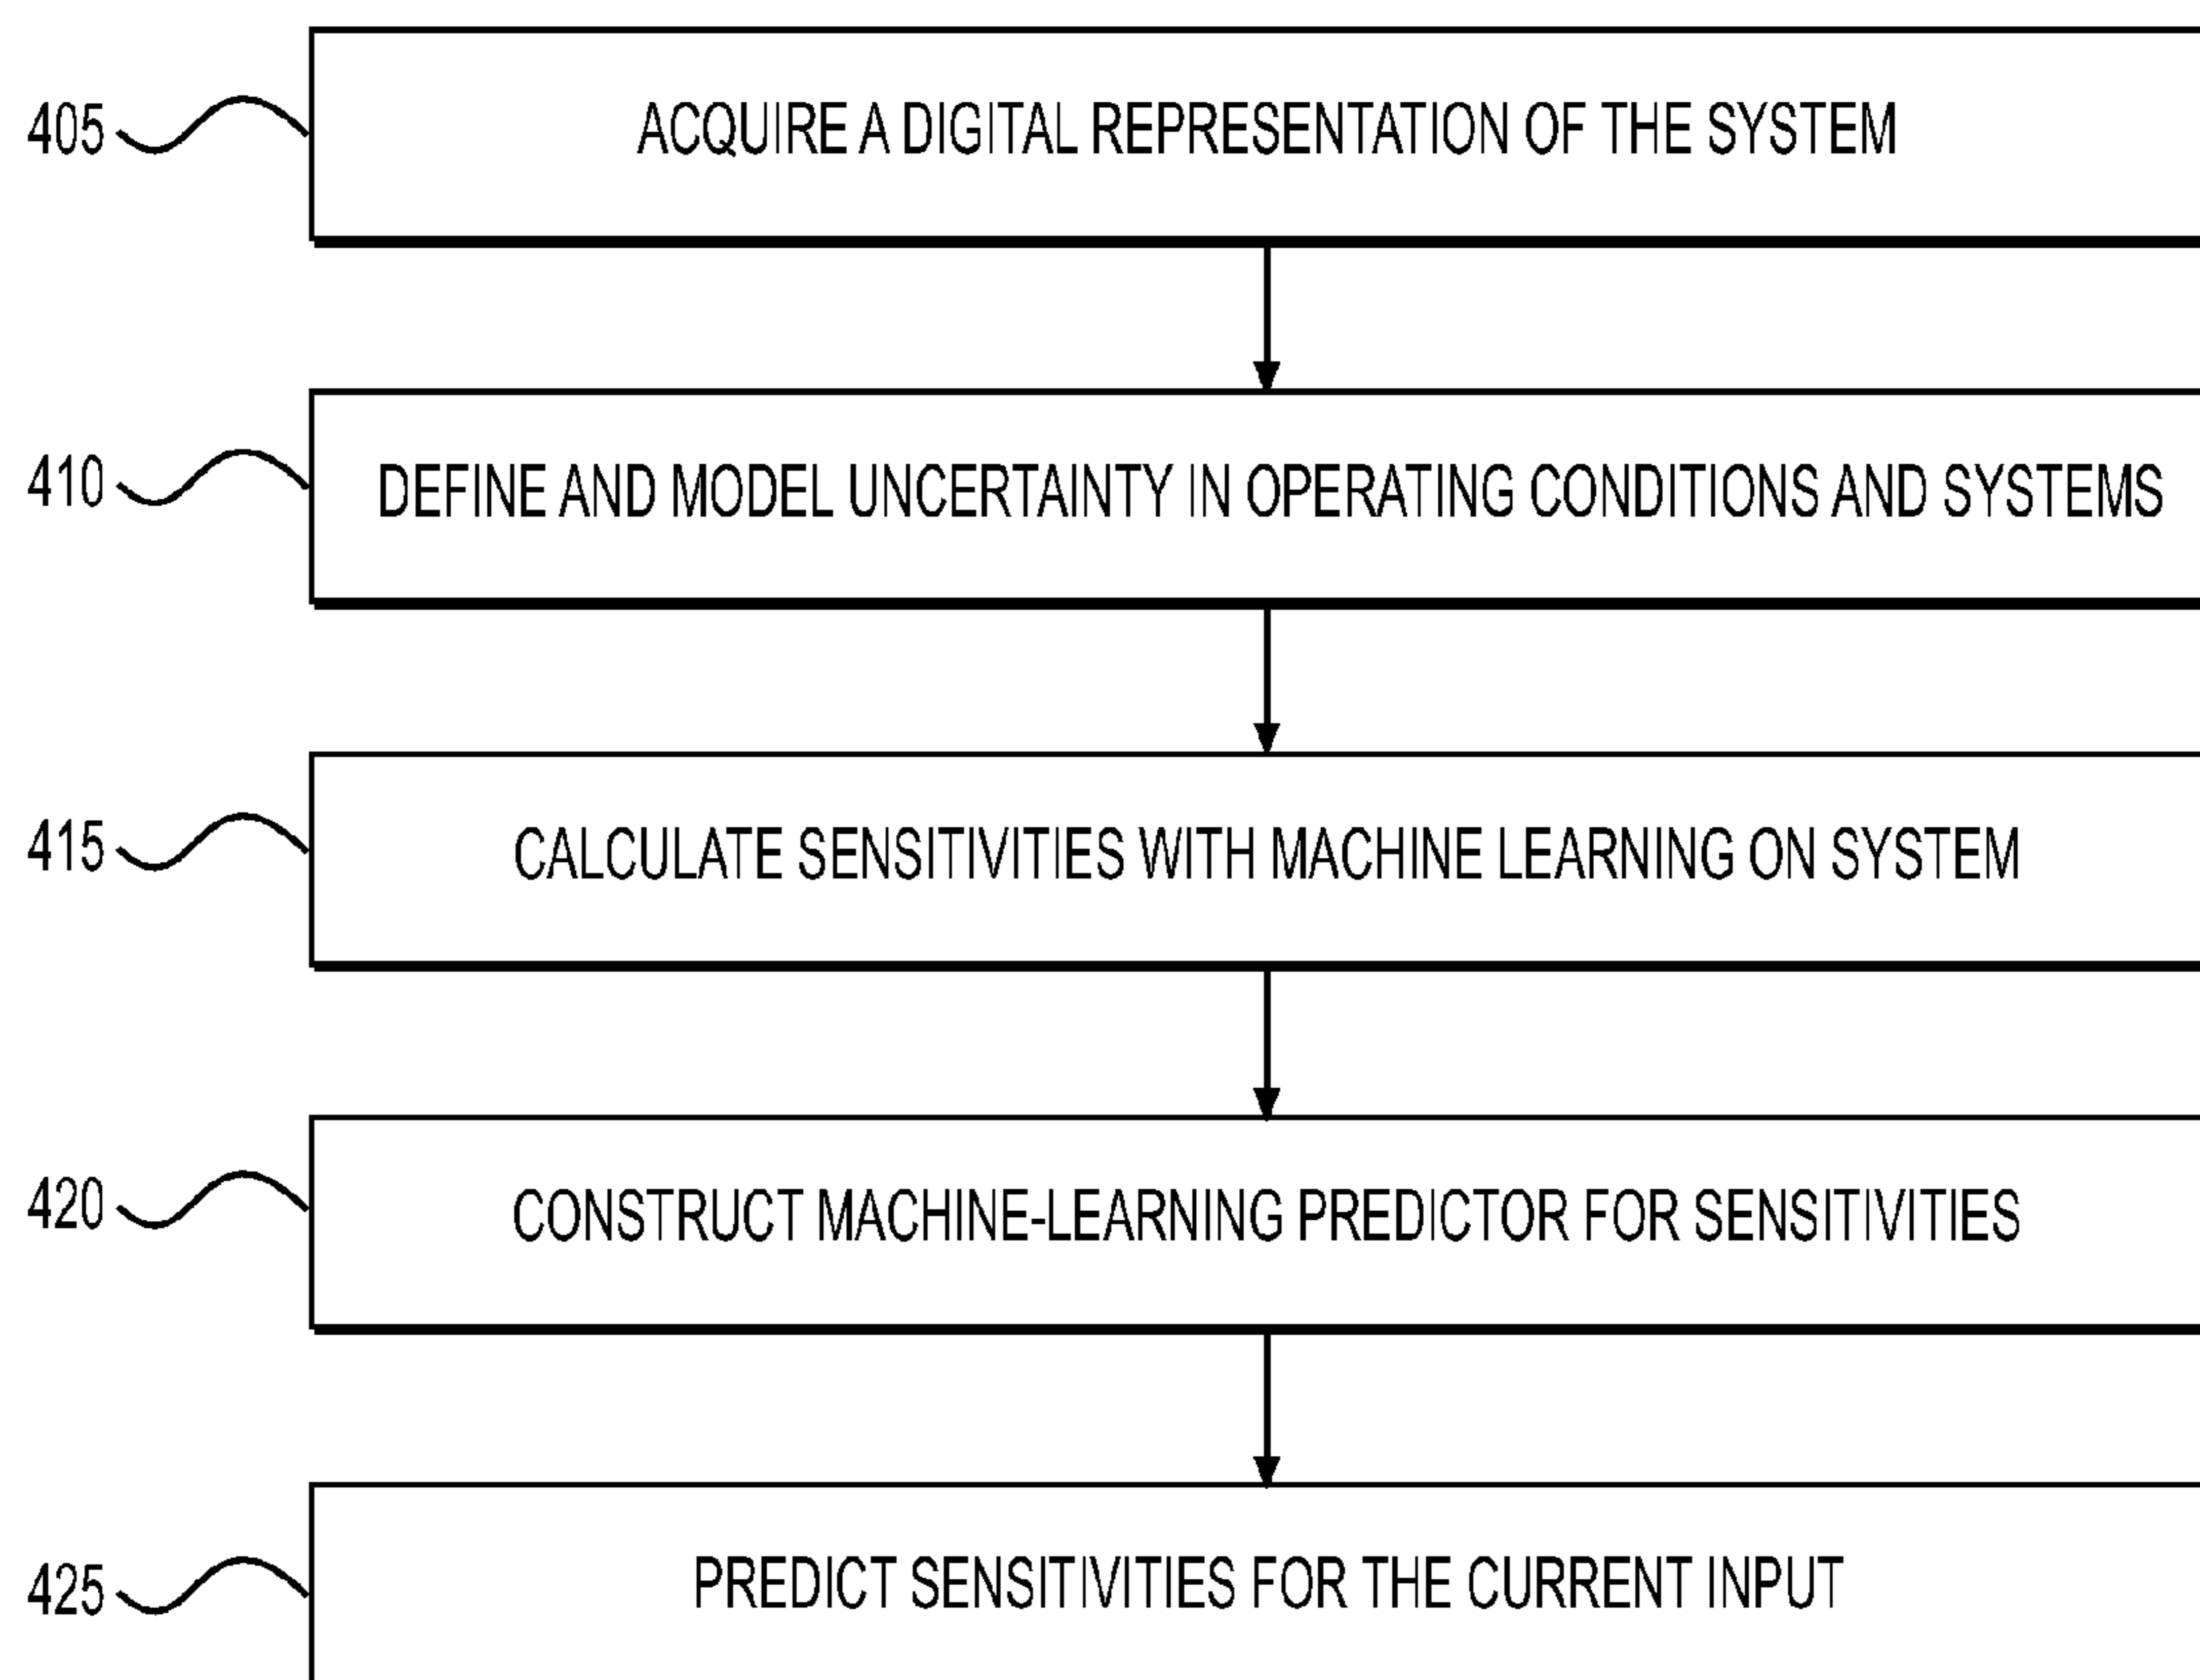 405
ACQUIRE A DIGITAL REPRESENTATION OF THE SYSTEM
410
DEFINE AND MODEL UNCERTAINTY IN OPERATING CONDITIONS AND SYSTEMS
415
CALCULATE SENSITIVITIES WITH MACHINE LEARNING ON SYSTEM
420
CONSTRUCT MACHINE-LEARNING PREDICTOR FOR SENSITIVITIES
425
PREDICT SENSITIVITIES FOR THE CURRENT INPUT